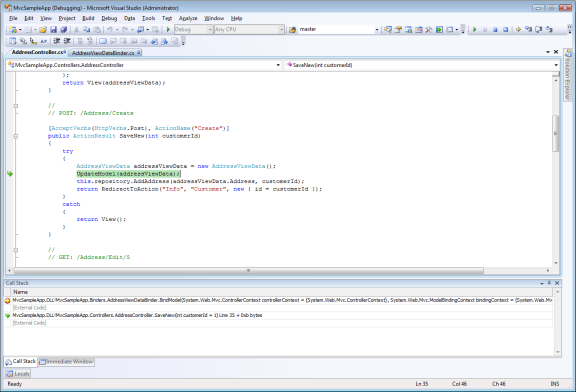 MvcSampleApp (Debugging) - Microsoft Visual Studio (Administrator)
File Edit View Project Build Debug Data Tools Test Analyze Window Help
Debug Any CPU master
AddressController.cs AddressViewDataBinder.cs
MvcSampleApp.Controllers.AddressController SaveNew(int customerId)
};
return View(addressViewData);
}
//
// POST: /Address/Create
[AcceptVerbs(HttpVerbs.Post), ActionName("Create")]
public ActionResult SaveNew(int customerId)
{
try
{
AddressViewData addressViewData = new AddressViewData();
UpdateModel(addressViewData);
this.repository.AddAddress(addressViewData.Address, customerId);
return RedirectToAction("Info", "Customer", new { id = customerId });
}
catch
{
return View();
}
}
//
// GET: /Address/Edit/5
Solution Explorer
Call Stack
Name
MvcSampleApp.DLL!MvcSampleApp.Binders.AddressViewDataBinder.BindModel(System.Web.Mvc.ControllerContext controllerContext = {System.Web.Mvc.ControllerContext}, System.Web.Mvc.ModelBindingContext bindingContext = {System.Web.Mv
[External Code]
MvcSampleApp.DLL!MvcSampleApp.Controllers.AddressController.SaveNew(int customerId = 1) Line 35 + 0xb bytes
[External Code]
Call Stack Immediate Window
Locals
Ready Ln 35 Col 46 Ch 46 INS